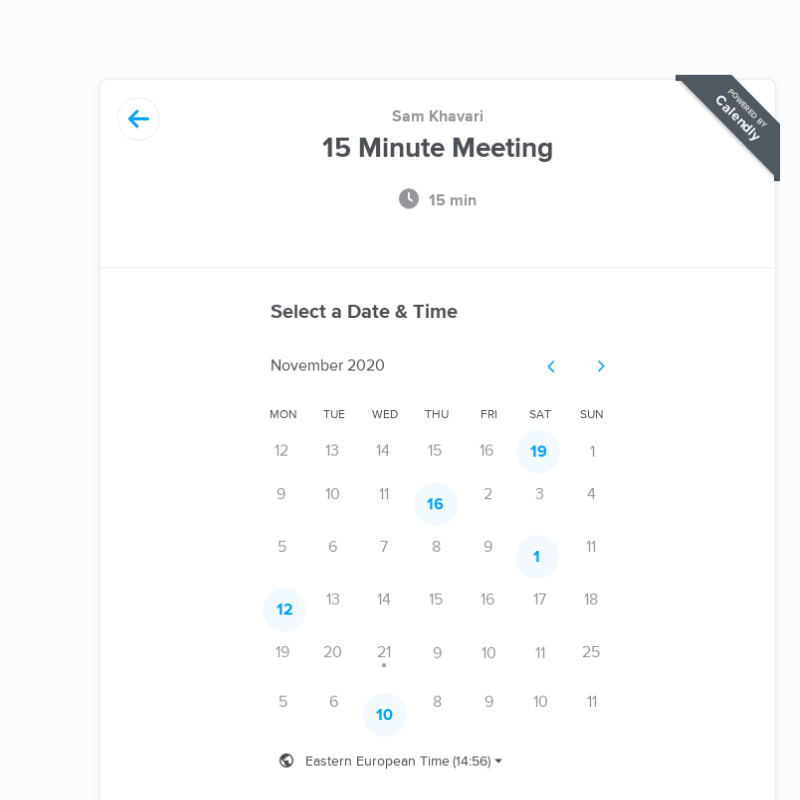 POWERED BY
Calendly
Sam Khavari
15 Minute Meeting
15 min
Select a Date & Time
November 2020
MON TUE WED THU FRI SAT SUN
12 13 14 15 16 19 1
9 10 11 16 2 3 4
5 6 7 8 9 1 11
12 13 14 15 16 17 18
19 20 21 9 10 11 25
5 6 10 8 9 10 11
Eastern European Time (14:56)